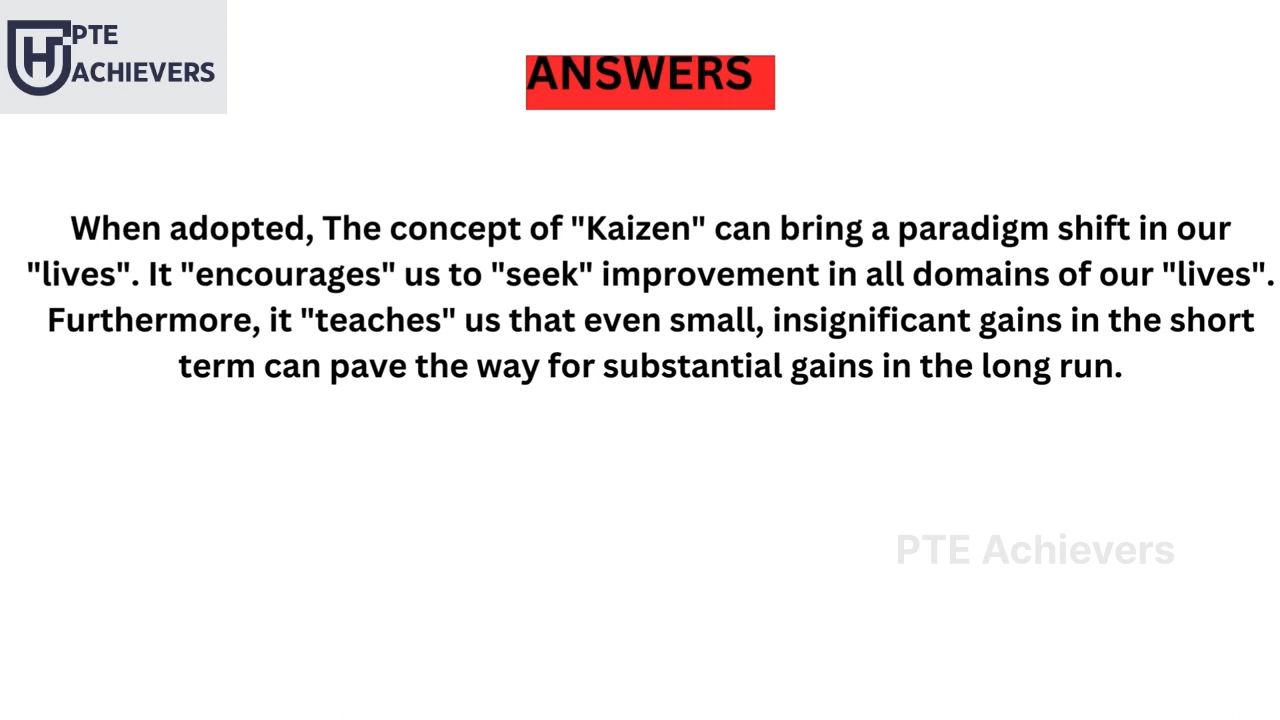 PTE
ACHIEVERS
ANSWERS
When adopted, The concept of "Kaizen" can bring a paradigm shift in our
"lives". It "encourages" us to "seek" improvement in all domains of our "lives".
Furthermore, it "teaches" us that even small, insignificant gains in the short
term can pave the way for substantial gains in the long run.
PTE Achievers